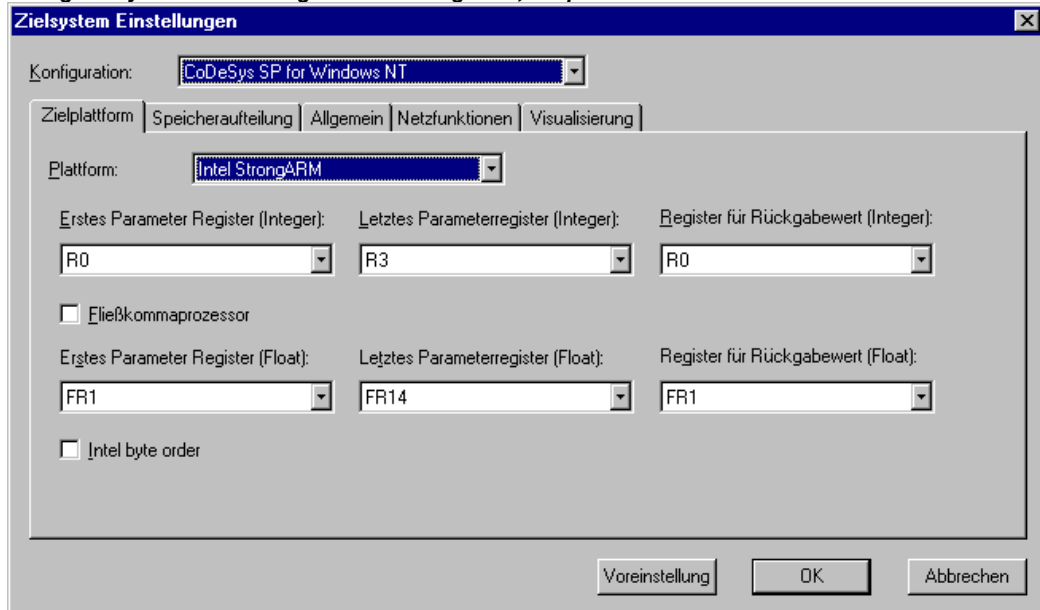 Zielsystem Einstellungen
Konfiguration: CoDeSys SP for Windows NT
Zielplattform Speicheraufteilung Allgemein Netzfunktionen Visualisierung
Plattform: Intel StrongARM
Erstes Parameter Register (Integer): Letztes Parameterregister (Integer): Register für Rückgabewert (Integer):
R0 R3 R0
Fließkommaprozessor
Erstes Parameter Register (Float): Letztes Parameterregister (Float): Register für Rückgabewert (Float):
FR1 FR14 FR1
Intel byte order
Voreinstellung OK Abbrechen